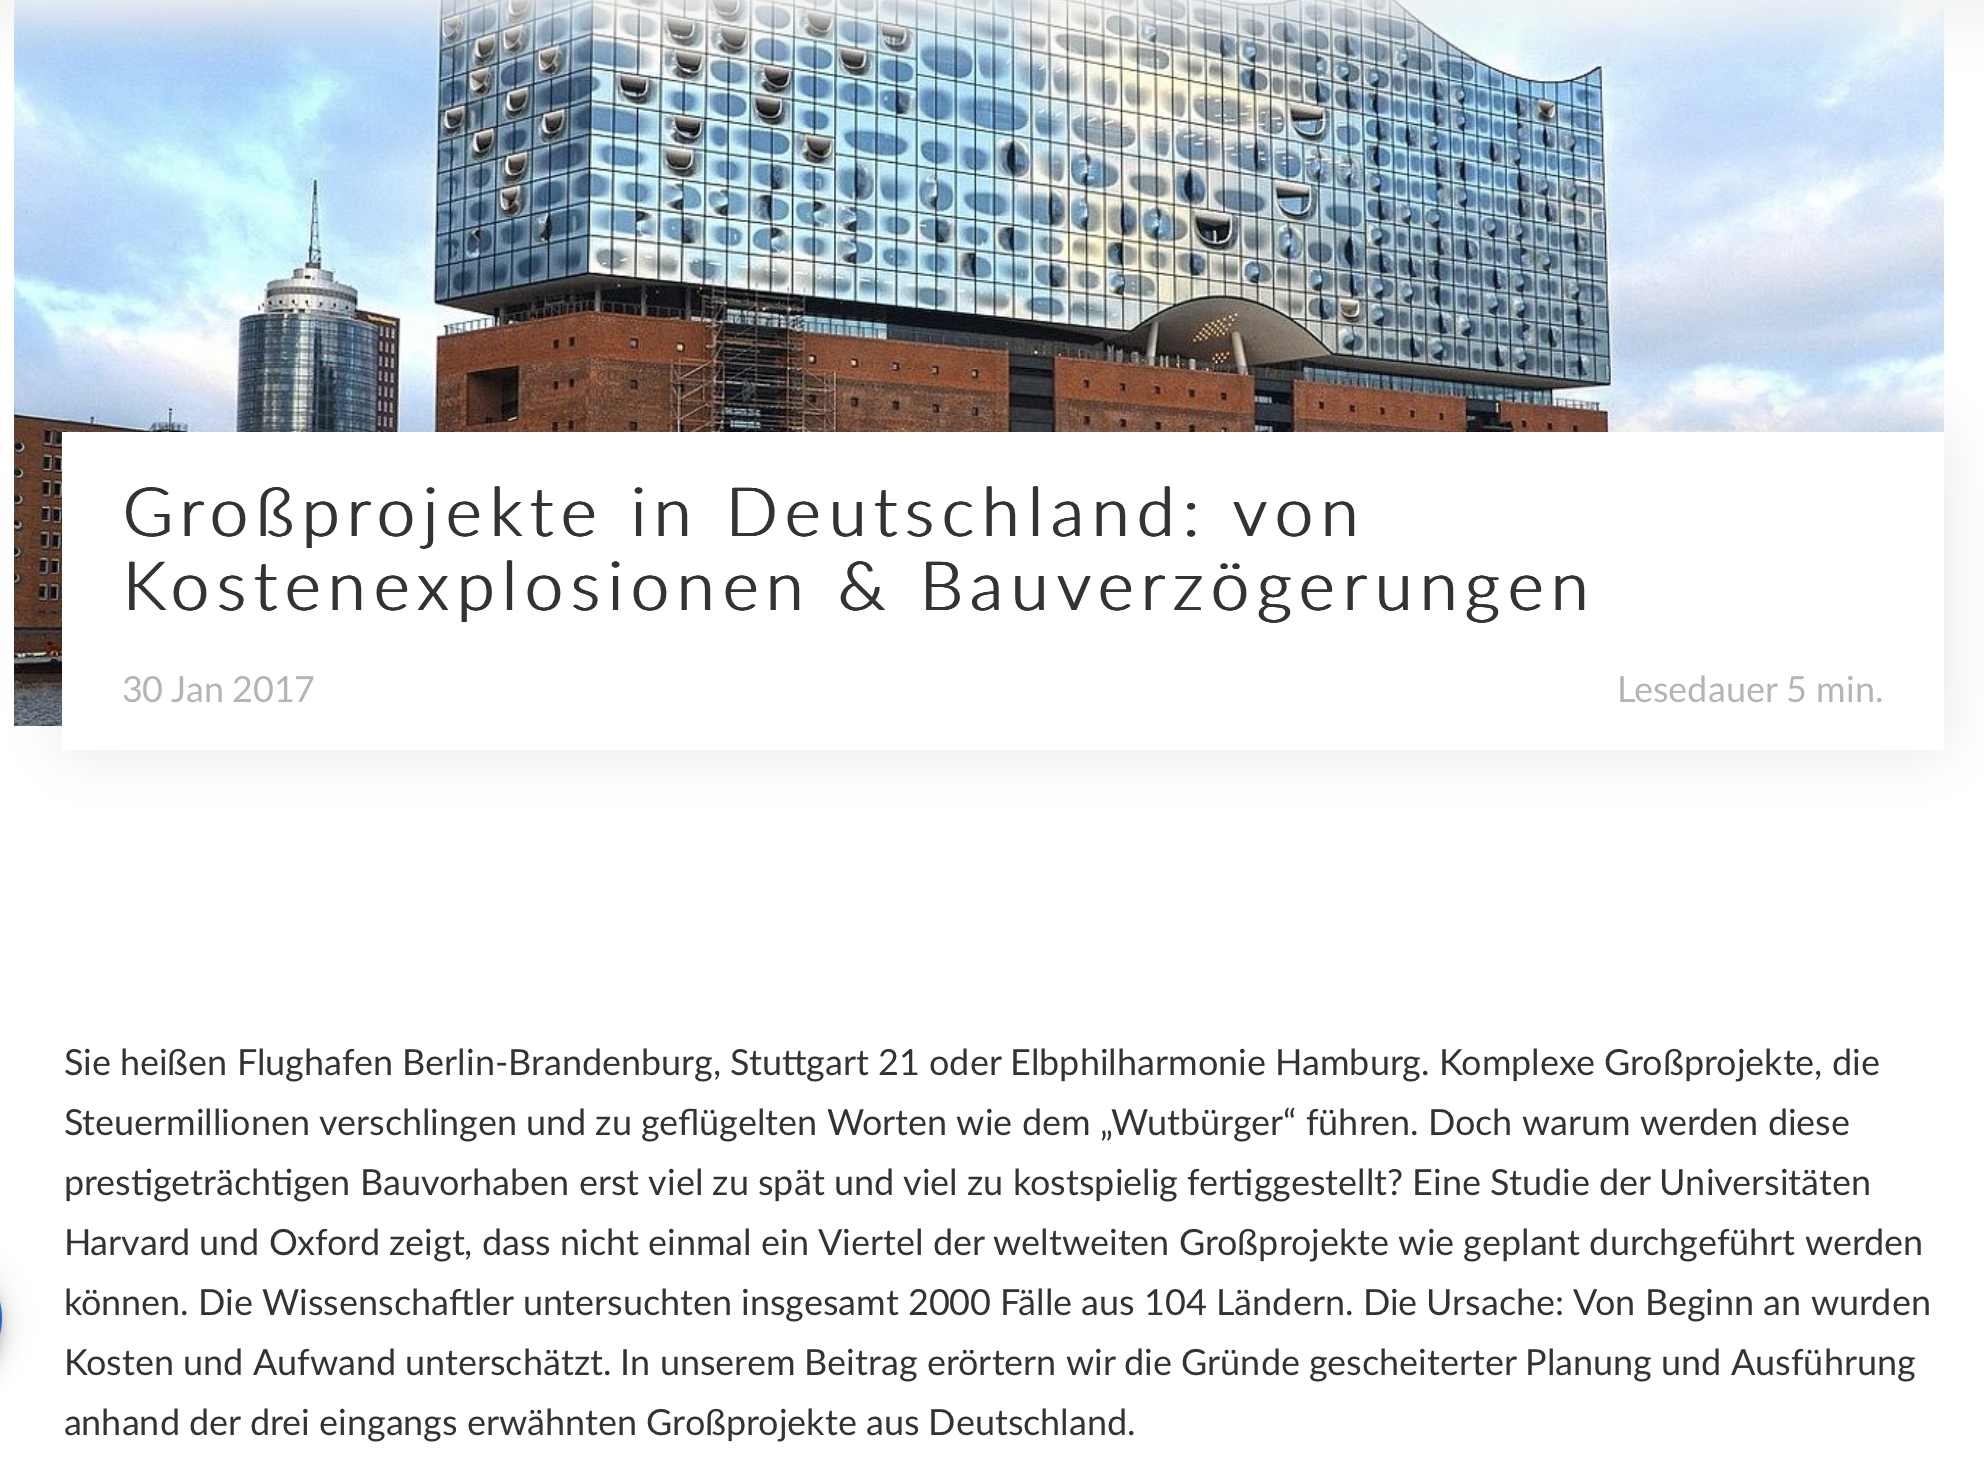 Großprojekte in Deutschland: von
Kostenexplosionen & Bauverzögerungen
30 Jan 2017
Lesedauer 5 min.
Sie heißen Flughafen Berlin-Brandenburg, Stuttgart 21 oder Elbphilharmonie Hamburg. Komplexe Großprojekte, die
Steuermillionen verschlingen und zu geflügelten Worten wie dem „Wutbürger“ führen. Doch warum werden diese
prestigeträchtigen Bauvorhaben erst viel zu spät und viel zu kostspielig fertiggestellt? Eine Studie der Universitäten
Harvard und Oxford zeigt, dass nicht einmal ein Viertel der weltweiten Großprojekte wie geplant durchgeführt werden
können. Die Wissenschaftler untersuchten insgesamt 2000 Fälle aus 104 Ländern. Die Ursache: Von Beginn an wurden
Kosten und Aufwand unterschätzt. In unserem Beitrag erörtern wir die Gründe gescheiterter Planung und Ausführung
anhand der drei eingangs erwähnten Großprojekte aus Deutschland.